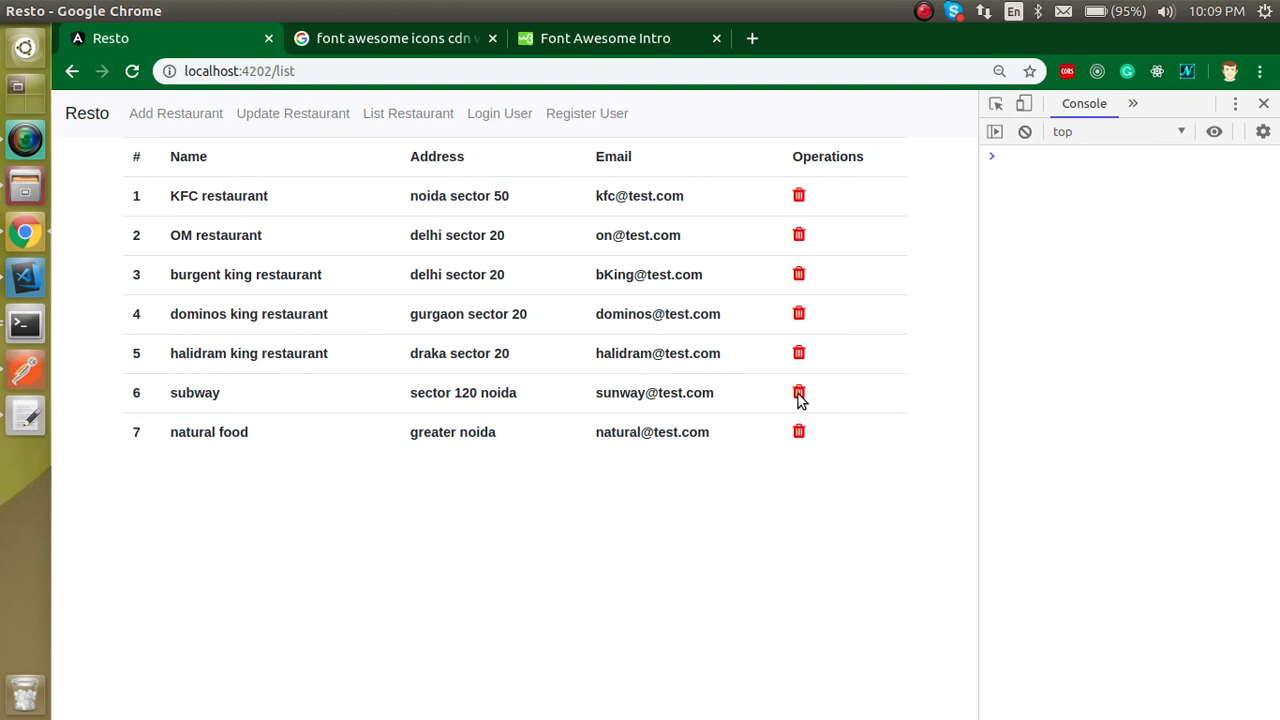 Resto - Google Chrome
En (95%) 10:09 PM
Resto × font awesome icons cdn × Font Awesome Intro × +
localhost:4202/list CORS N
Resto Add Restaurant Update Restaurant List Restaurant Login User Register User
Console »
top
# Name Address Email Operations
1 KFC restaurant noida sector 50 kfc@test.com
2 OM restaurant delhi sector 20 on@test.com
3 burgent king restaurant delhi sector 20 bKing@test.com
4 dominos king restaurant gurgaon sector 20 dominos@test.com
5 halidram king restaurant draka sector 20 halidram@test.com
6 subway sector 120 noida sunway@test.com
7 natural food greater noida natural@test.com